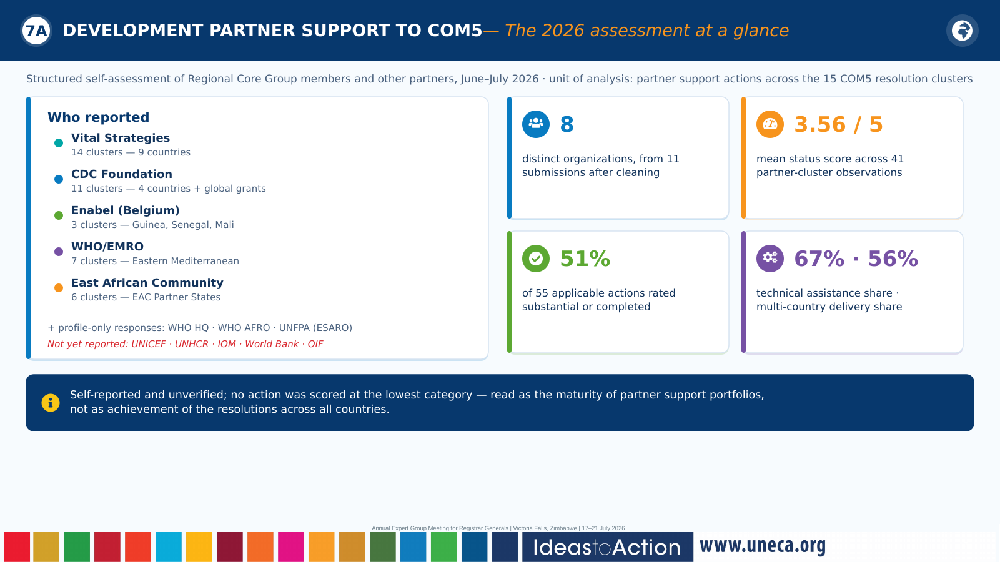 7A DEVELOPMENT PARTNER SUPPORT TO COM5— The 2026 assessment at a glance
Structured self-assessment of Regional Core Group members and other partners, June–July 2026 · unit of analysis: partner support actions across the 15 COM5 resolution clusters
Who reported
Vital Strategies
14 clusters — 9 countries
CDC Foundation
11 clusters — 4 countries + global grants
Enabel (Belgium)
3 clusters — Guinea, Senegal, Mali
WHO/EMRO
7 clusters — Eastern Mediterranean
East African Community
6 clusters — EAC Partner States
+ profile-only responses: WHO HQ · WHO AFRO · UNFPA (ESARO)
Not yet reported: UNICEF · UNHCR · IOM · World Bank · OIF
8
distinct organizations, from 11
submissions after cleaning
3.56 / 5
mean status score across 41
partner-cluster observations
51%
of 55 applicable actions rated
substantial or completed
67% · 56%
technical assistance share ·
multi-country delivery share
Self-reported and unverified; no action was scored at the lowest category — read as the maturity of partner support portfolios,
not as achievement of the resolutions across all countries.
Annual Expert Group Meeting for Registrar Generals | Victoria Falls, Zimbabwe | 17–21 July 2026
IdeastoAction
www.uneca.org